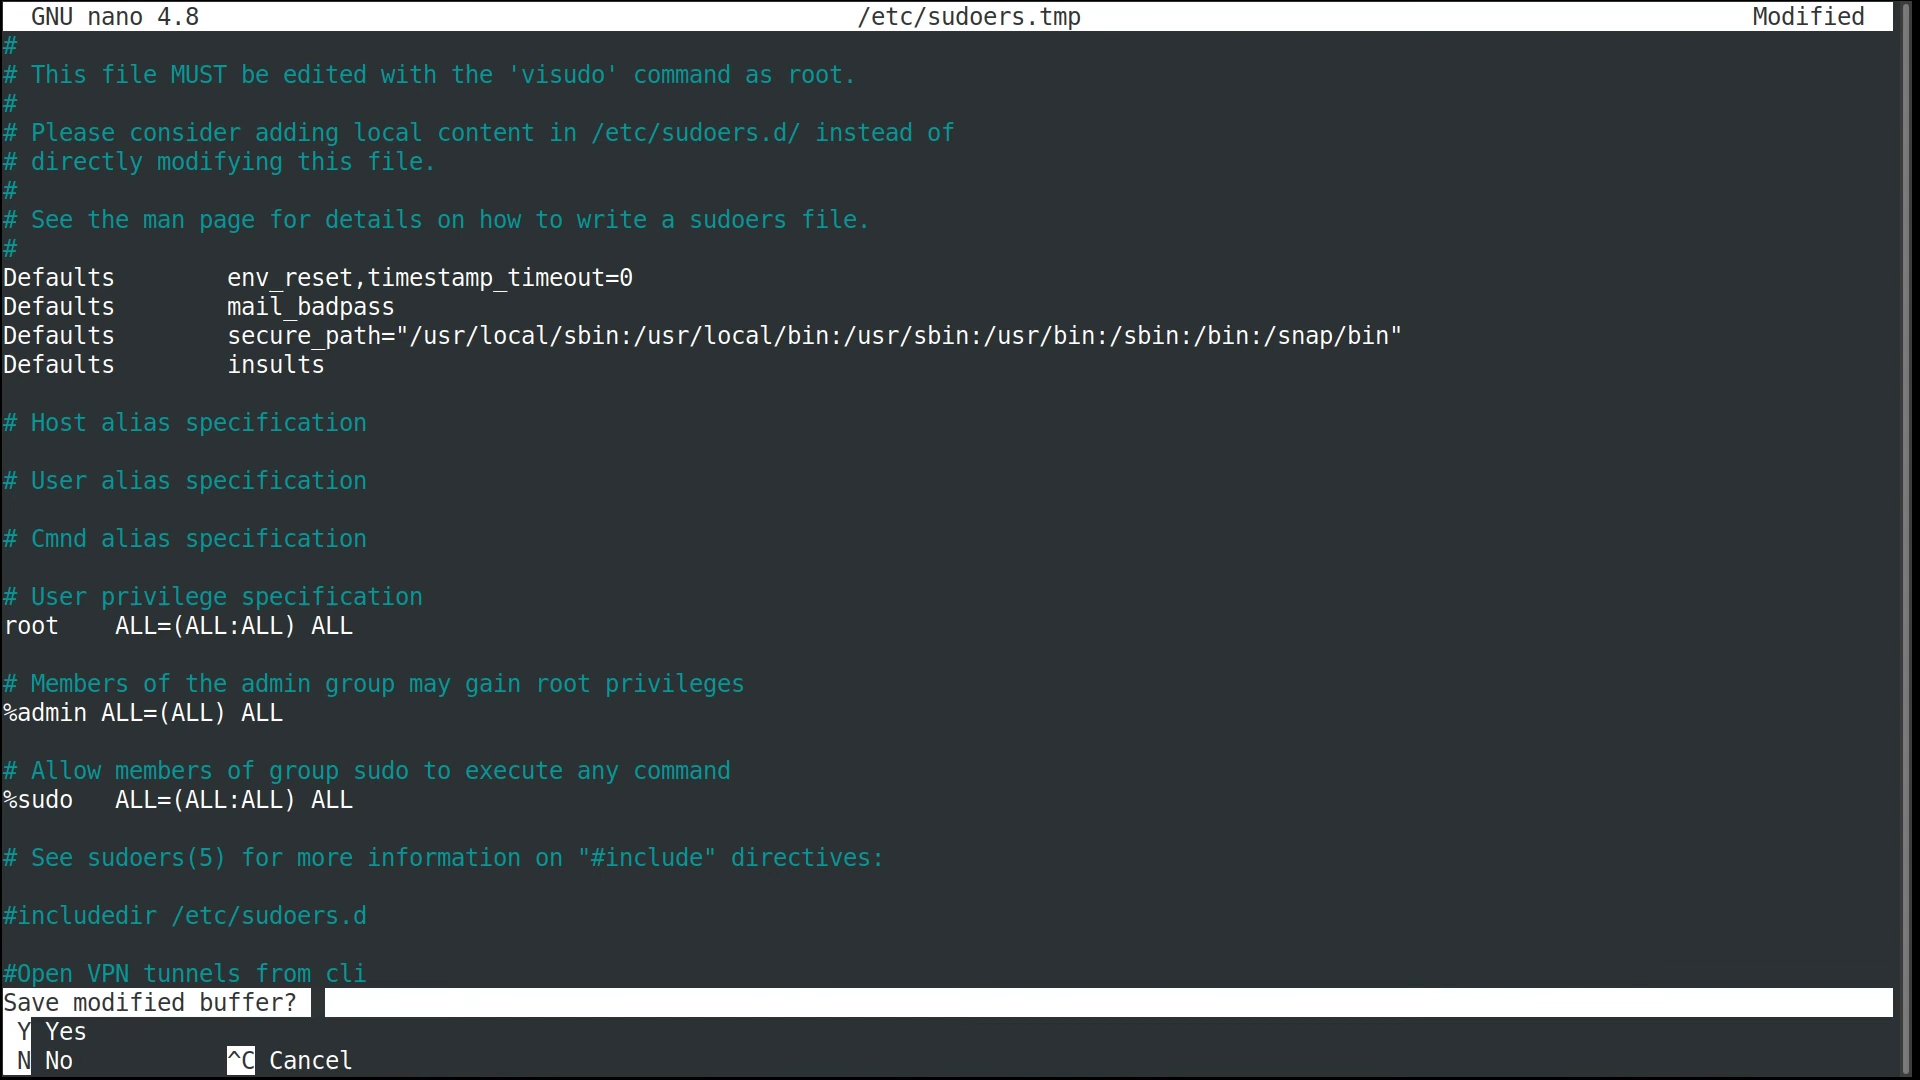 GNU nano 4.8 /etc/sudoers.tmp Modified
#
# This file MUST be edited with the 'visudo' command as root.
#
# Please consider adding local content in /etc/sudoers.d/ instead of
# directly modifying this file.
#
# See the man page for details on how to write a sudoers file.
#
Defaults        env_reset,timestamp_timeout=0
Defaults        mail_badpass
Defaults        secure_path="/usr/local/sbin:/usr/local/bin:/usr/sbin:/usr/bin:/sbin:/bin:/snap/bin"
Defaults        insults
# Host alias specification
# User alias specification
# Cmnd alias specification
# User privilege specification
root    ALL=(ALL:ALL) ALL
# Members of the admin group may gain root privileges
%admin ALL=(ALL) ALL
# Allow members of group sudo to execute any command
%sudo   ALL=(ALL:ALL) ALL
# See sudoers(5) for more information on "#include" directives:
#includedir /etc/sudoers.d
#Open VPN tunnels from cli
Save modified buffer?
Y Yes
N No ^C Cancel